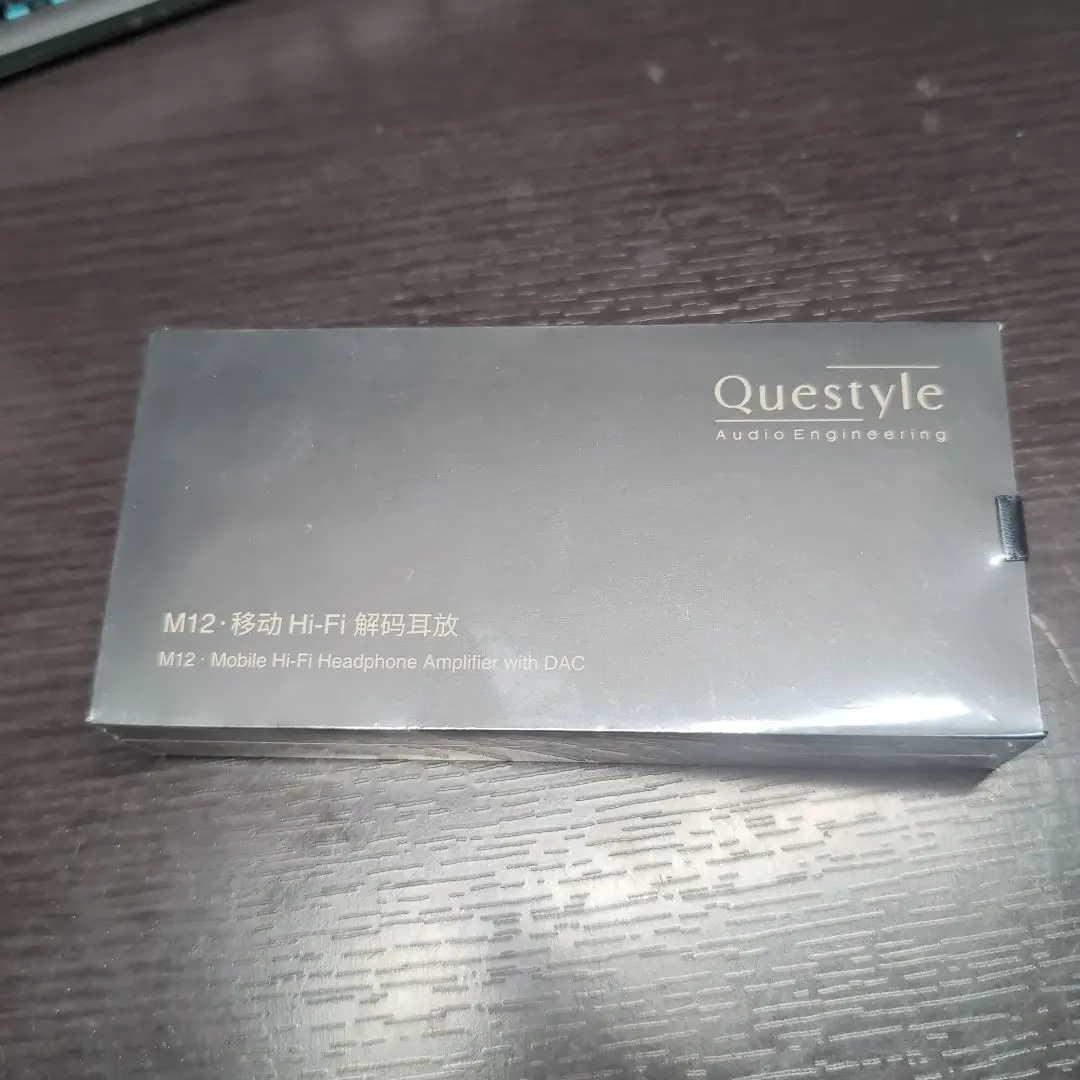 Questyle
Audio Engineering
M12·移动 Hi-Fi 解码耳放
M12 · Mobile Hi-Fi Headphone Amplifier with DAC